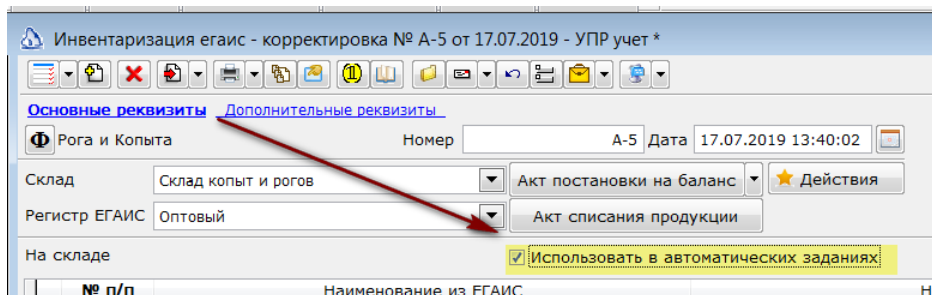 Инвентаризация егаис - корректировка № А-5 от 17.07.2019 - УПР учет *
Основные реквизиты Дополнительные реквизиты
Ф Рога и Копыта Номер А-5 Дата 17.07.2019 13:40:02
Склад Склад копыт и рогов Акт постановки на баланс Действия
Регистр ЕГАИС Оптовый Акт списания продукции
На складе Использовать в автоматических заданиях
№ п/п Наименование из ЕГАИС Н